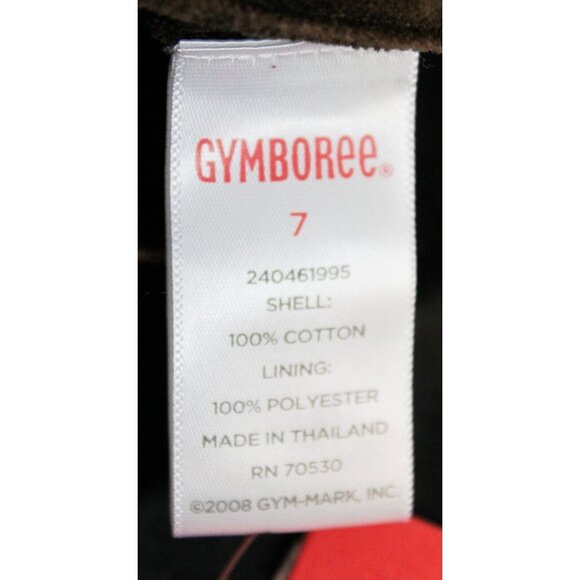 GYMBOREE®
7
240461995
SHELL:
100% COTTON
LINING:
100% POLYESTER
MADE IN THAILAND
RN 70530
©2008 GYM-MARK, INC.